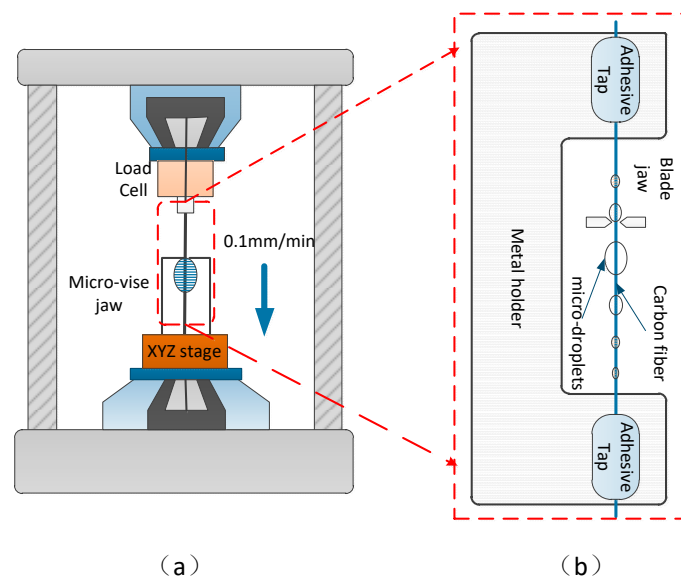 Load
Cell
0.1mm/min
Micro-vise
jaw
XYZ stage
（a）
Adhesive
Tap
Blade
jaw
Metal holder
micro-droplets
Carbon fiber
Adhesive
Tap
（b）